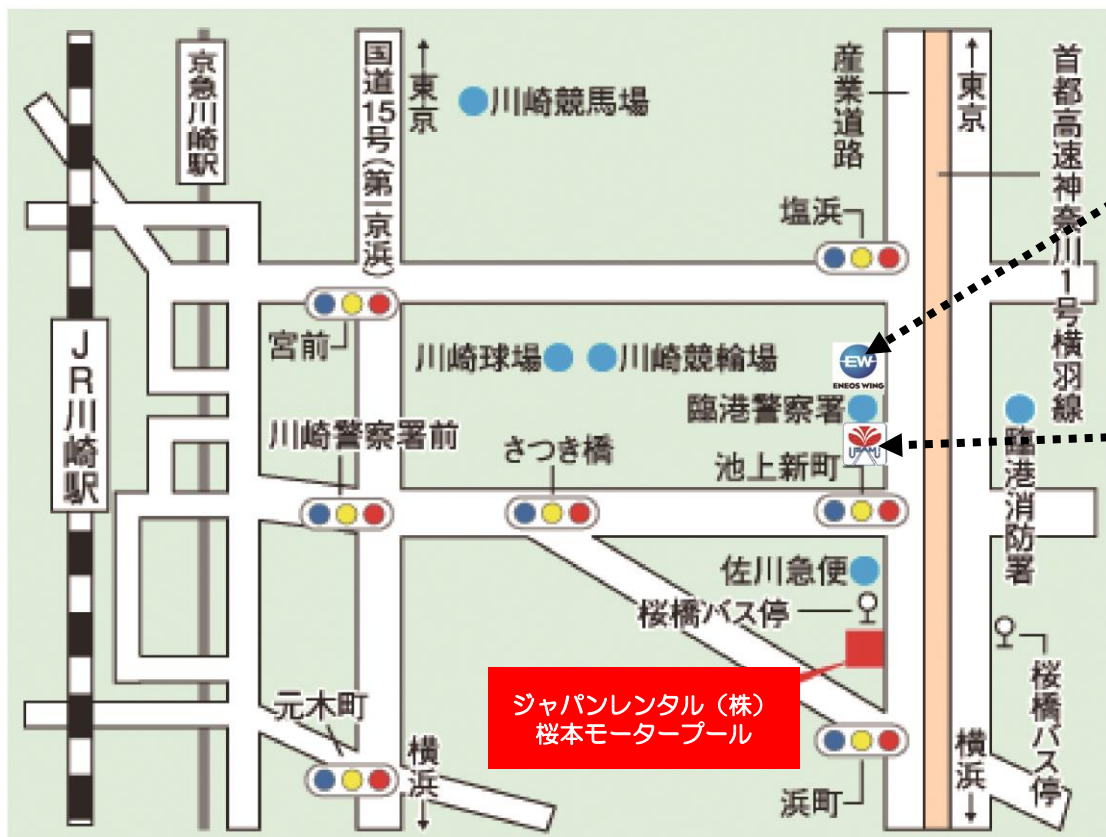 京急川崎駅
国道15号(第一京浜)
東京
川崎競馬場
産業道路
東京
首都高速神奈川1号横羽線
塩浜
宮前
JR川崎駅
川崎球場
川崎競輪場
EW
ENEOS WING
臨港警察署
川崎警察署前
さつき橋
池上新町
臨港消防署
佐川急便
桜橋バス停
ジャパンレンタル（株）
桜本モータープール
桜橋バス停
元木町
横浜
浜町
横浜